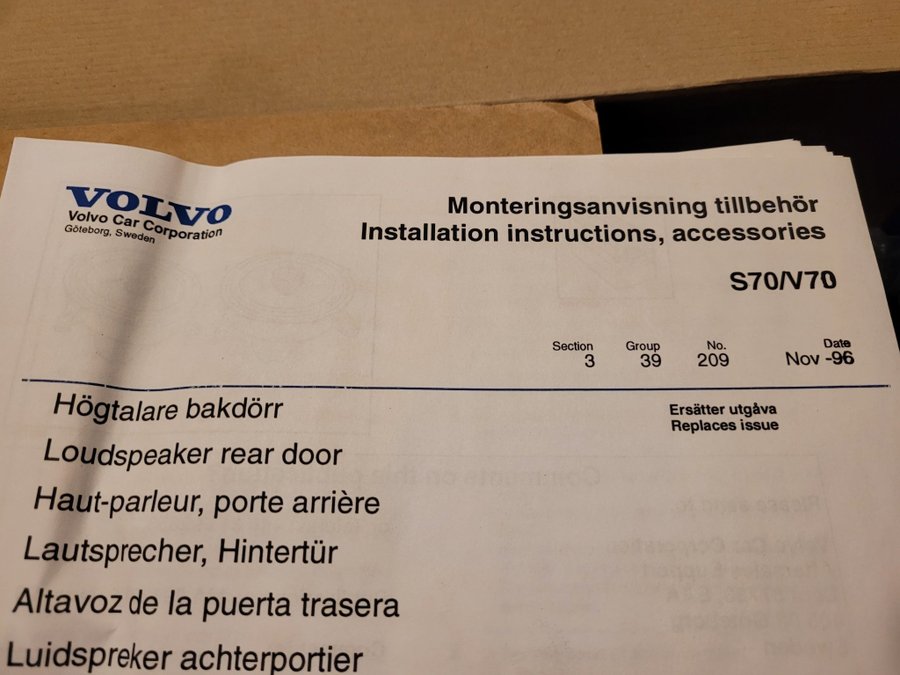 VOLVO
Volvo Car Corporation
Göteborg, Sweden
Monteringsanvisning tillbehör
Installation instructions, accessories
S70/V70
Section Group No. Date
3 39 209 Nov -96
Högtalare bakdörr
Loudspeaker rear door
Haut-parleur, porte arrière
Lautsprecher, Hintertür
Altavoz de la puerta trasera
Luidspreker achterportier
Ersätter utgåva
Replaces issue